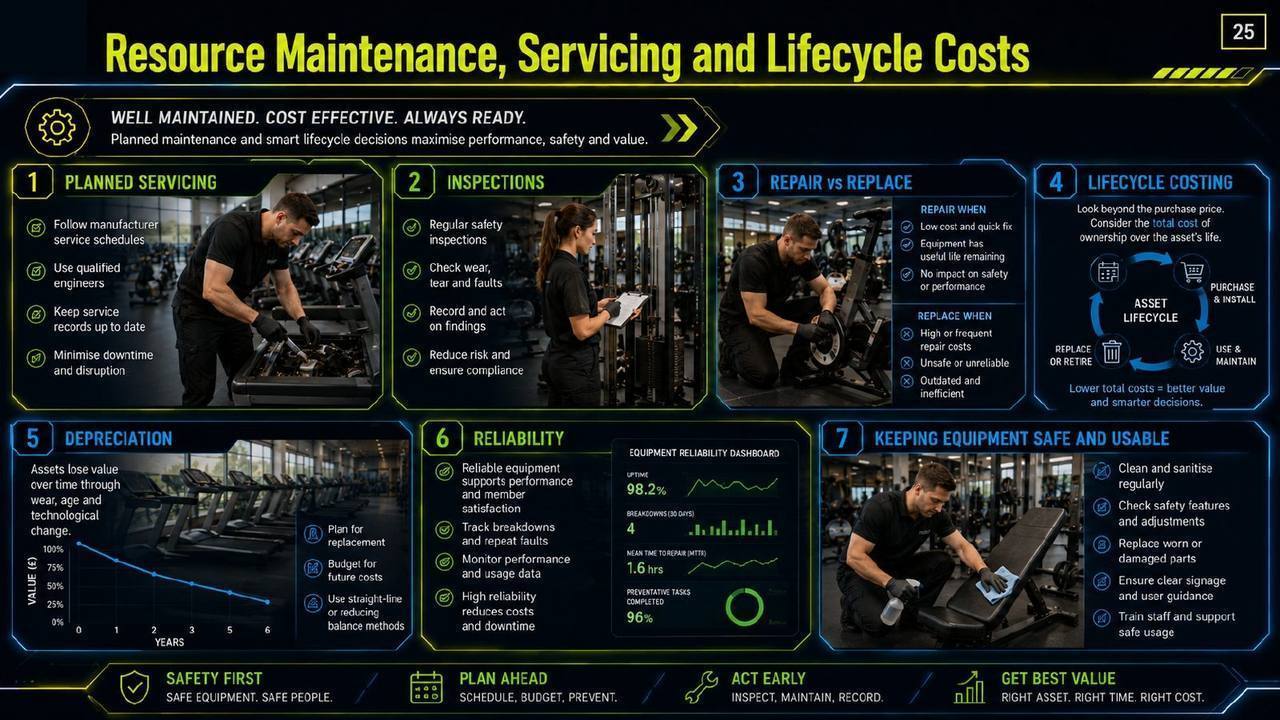 Resource Maintenance, Servicing and Lifecycle Costs
25
WELL MAINTAINED. COST EFFECTIVE. ALWAYS READY.
Planned maintenance and smart lifecycle decisions maximise performance, safety and value.
1 PLANNED SERVICING
Follow manufacturer
service schedules
Use qualified
engineers
Keep service
records up to date
Minimise downtime
and disruption
2 INSPECTIONS
Regular safety
inspections
Check wear,
tear and faults
Record and act
on findings
Reduce risk and
ensure compliance
3 REPAIR vs REPLACE
REPAIR WHEN
Low cost and quick fix
Equipment has
useful life remaining
No impact on safety
or performance
REPLACE WHEN
High or frequent
repair costs
Unsafe or unreliable
Outdated and
inefficient
4 LIFECYCLE COSTING
Look beyond the purchase price.
Consider the total cost of
ownership over the asset's life.
PURCHASE
& INSTALL
ASSET
LIFECYCLE
REPLACE
OR RETIRE
USE &
MAINTAIN
Lower total costs = better value
and smarter decisions.
5 DEPRECIATION
Assets lose value
over time through
wear, age and
technological
change.
VALUE (£)
100%
75%
50%
25%
0%
0 1 2 3 5 6
YEARS
Plan for
replacement
Budget for
future costs
Use straight-line
or reducing
balance methods
6 RELIABILITY
Reliable equipment
supports performance
and member
satisfaction
Track breakdowns
and repeat faults
Monitor performance
and usage data
High reliability
reduces costs
and downtime
EQUIPMENT RELIABILITY DASHBOARD
UPTIME
98.2%
BREAKDOWNS (30 DAYS)
4
MEAN TIME TO REPAIR (MTTR)
1.6 hrs
PREVENTATIVE TASKS
COMPLETED
96%
7 KEEPING EQUIPMENT SAFE AND USABLE
Clean and sanitise
regularly
Check safety features
and adjustments
Replace worn or
damaged parts
Ensure clear signage
and user guidance
Train staff and support
safe usage
SAFETY FIRST
SAFE EQUIPMENT. SAFE PEOPLE.
PLAN AHEAD
SCHEDULE, BUDGET, PREVENT.
ACT EARLY
INSPECT, MAINTAIN, RECORD.
GET BEST VALUE
RIGHT ASSET. RIGHT TIME. RIGHT COST.